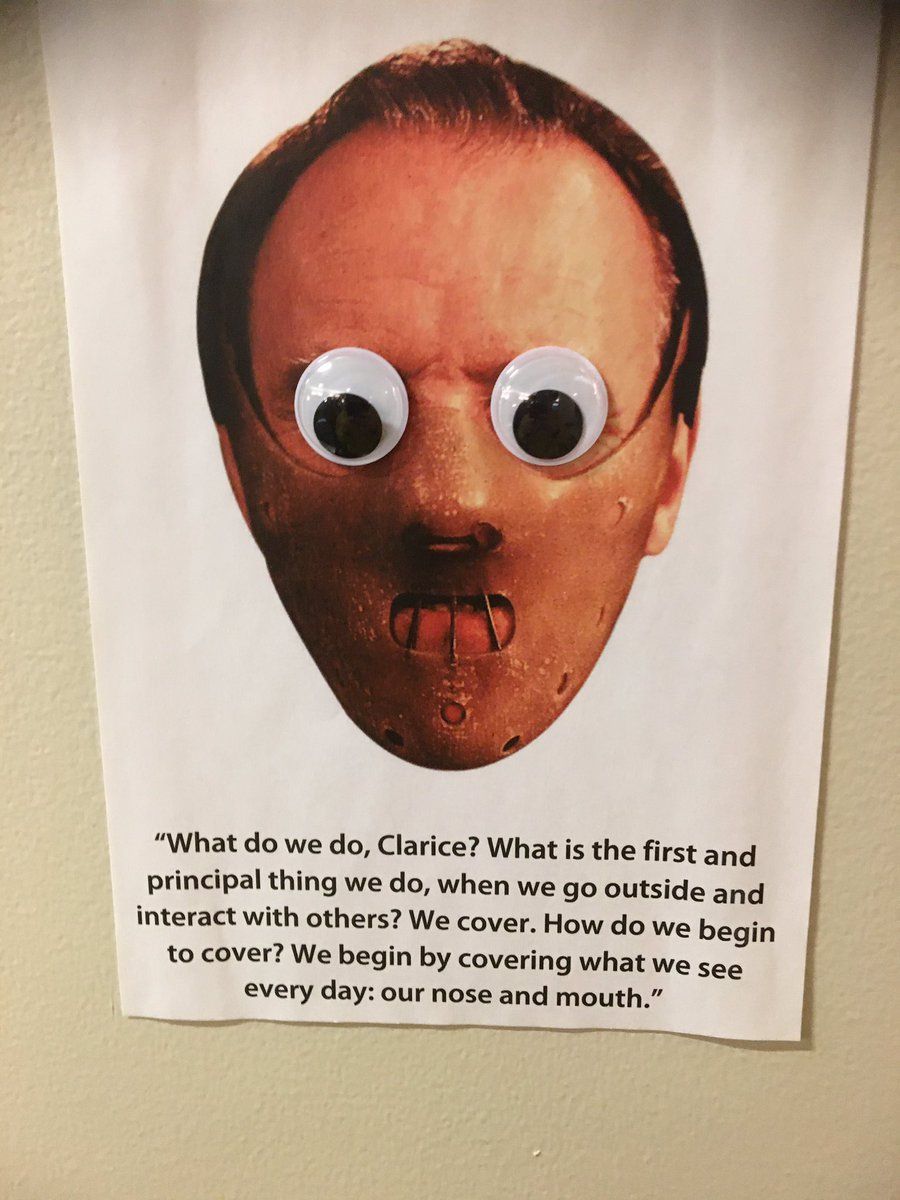 “What do we do, Clarice? What is the first and
principal thing we do, when we go outside and
interact with others? We cover. How do we begin
to cover? We begin by covering what we see
every day: our nose and mouth.”